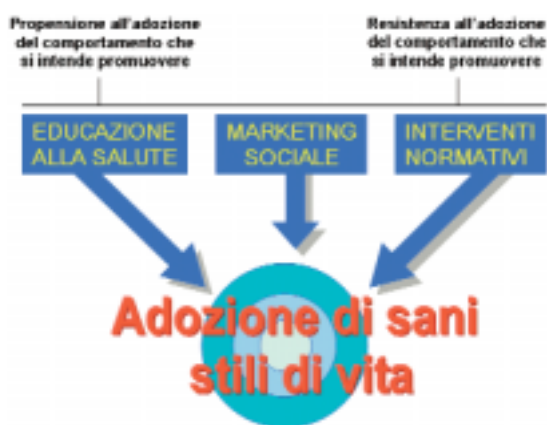 Propensione all'adozione
del comportamento che
si intende promuovere
Resistenza all'adozione
del comportamento che
si intende promuovere
EDUCAZIONE
ALLA SALUTE
MARKETING
SOCIALE
INTERVENTI
NORMATIVI
Adozione di sani
stili di vita